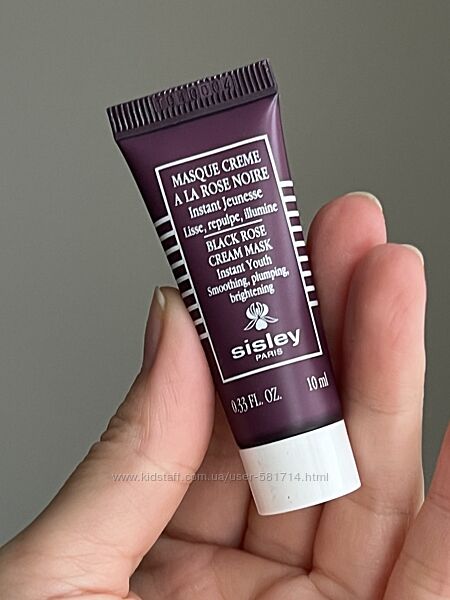 MASQUE CREME
A LA ROSE NOIRE
Instant Jeunesse
Lisse, repulpe, illumine
BLACK ROSE
CREAM MASK
Instant Youth
Smoothing, plumping,
brightening
sisley
PARIS
0.33 FL. OZ. 10 ml
www.kidstaff.com.ua/user-581714.html